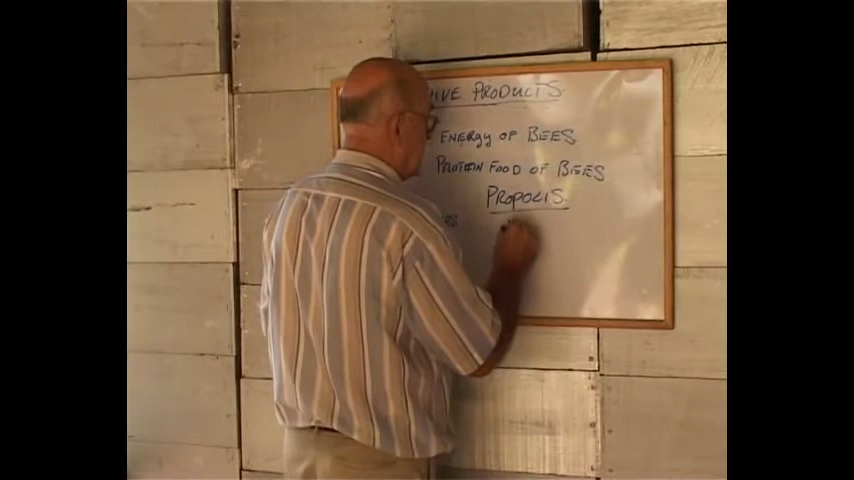 HIVE PRODUCTS.
ENERGY OF BEES
PROTEIN FOOD OF BEES
PROPOLIS.